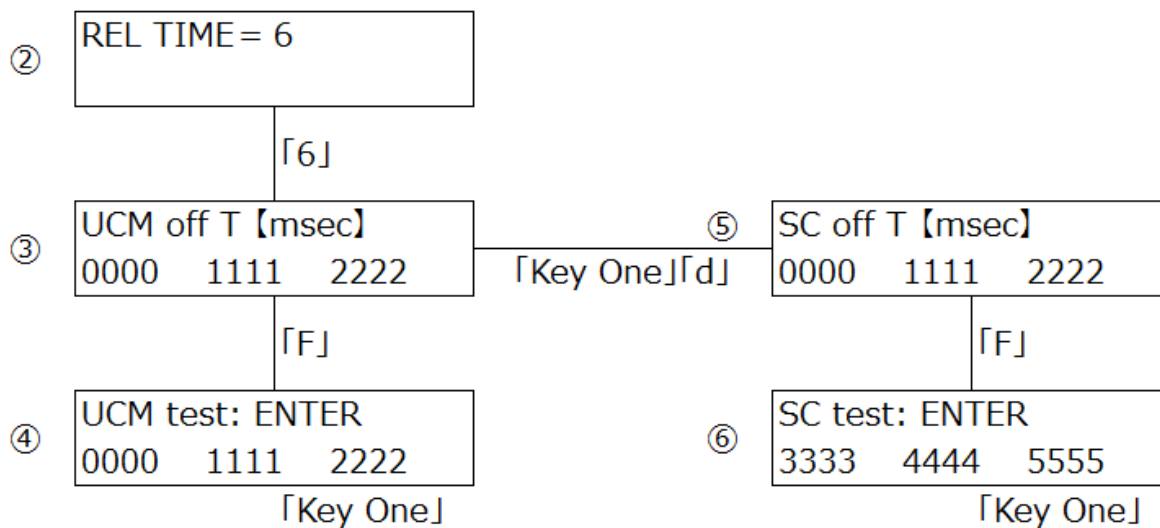 ② REL TIME= 6
「6」
③ UCM off T【msec】
0000 1111 2222
「Key One」「d」
⑤ SC off T【msec】
0000 1111 2222
「F」
「F」
④ UCM test: ENTER
0000 1111 2222
「Key One」
⑥ SC test: ENTER
3333 4444 5555
「Key One」